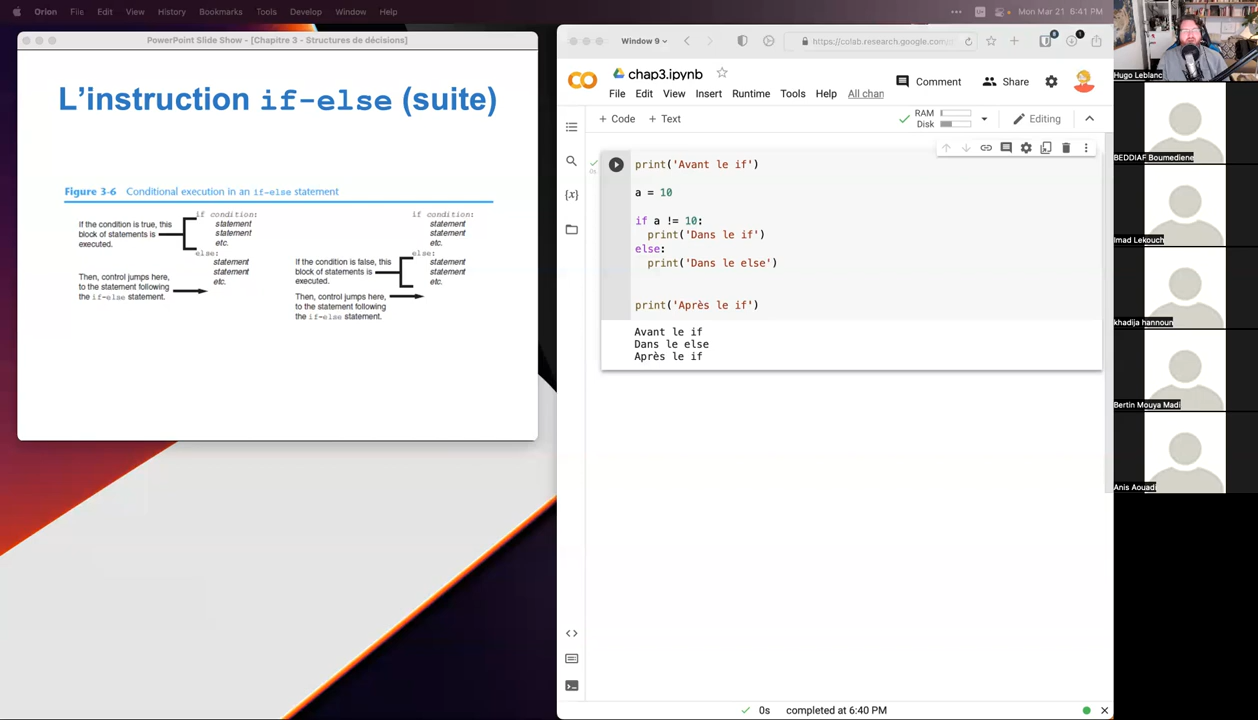 Orion File Edit View History Bookmarks Tools Develop Window Help
Mon Mar 21 6:41 PM
PowerPoint Slide Show - [Chapitre 3 - Structures de décisions]
L’instruction if-else (suite)
Figure 3-6 Conditional execution in an if-else statement
If the condition is true, this
block of statements is
executed.
Then, control jumps here,
to the statement following
the if-else statement.
if condition:
statement
statement
etc.
else:
statement
statement
etc.
If the condition is false, this
block of statements is
executed.
Then, control jumps here,
to the statement following
the if-else statement.
if condition:
statement
statement
etc.
else:
statement
statement
etc.
Window 9
https://colab.research.google.com/
chap3.ipynb
Comment Share
File Edit View Insert Runtime Tools Help All chan
+ Code + Text
RAM
Disk
Editing
{x}
0s
print('Avant le if')
a = 10
if a != 10:
print('Dans le if')
else:
print('Dans le else')
print('Après le if')
Avant le if
Dans le else
Après le if
0s completed at 6:40 PM
Hugo Leblanc
BEDDIAF Boumediene
Imad Lekouch
khadija hannoun
Bertin Mouya Madi
Anis Aouadi